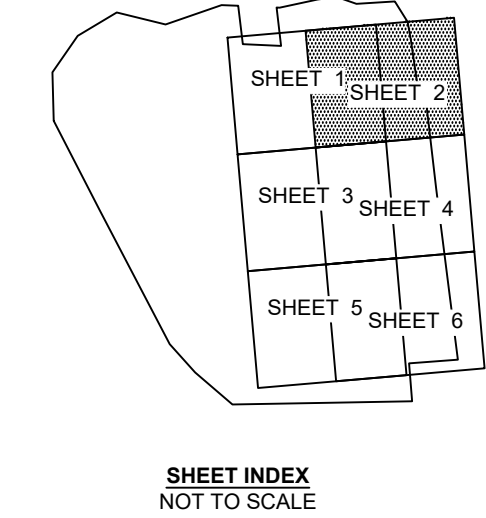 SHEET 1
SHEET 2
SHEET 3
SHEET 4
SHEET 5
SHEET 6
SHEET INDEX
NOT TO SCALE